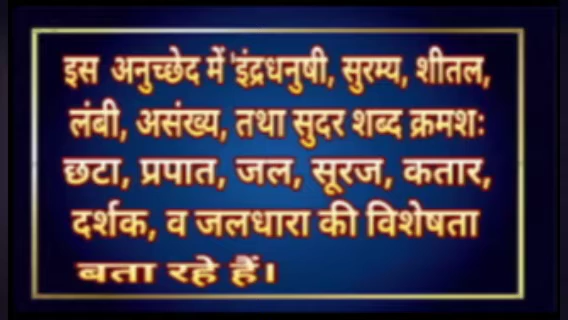 इस अनुच्छेद में 'इंद्रधनुषी, सुरम्य, शीतल,
लंबी, असंख्य, तथा सुदर शब्द क्रमशः
छटा, प्रपात, जल, सूरज, कतार,
दर्शक, व जलधारा की विशेषता
बता रहे हैं।